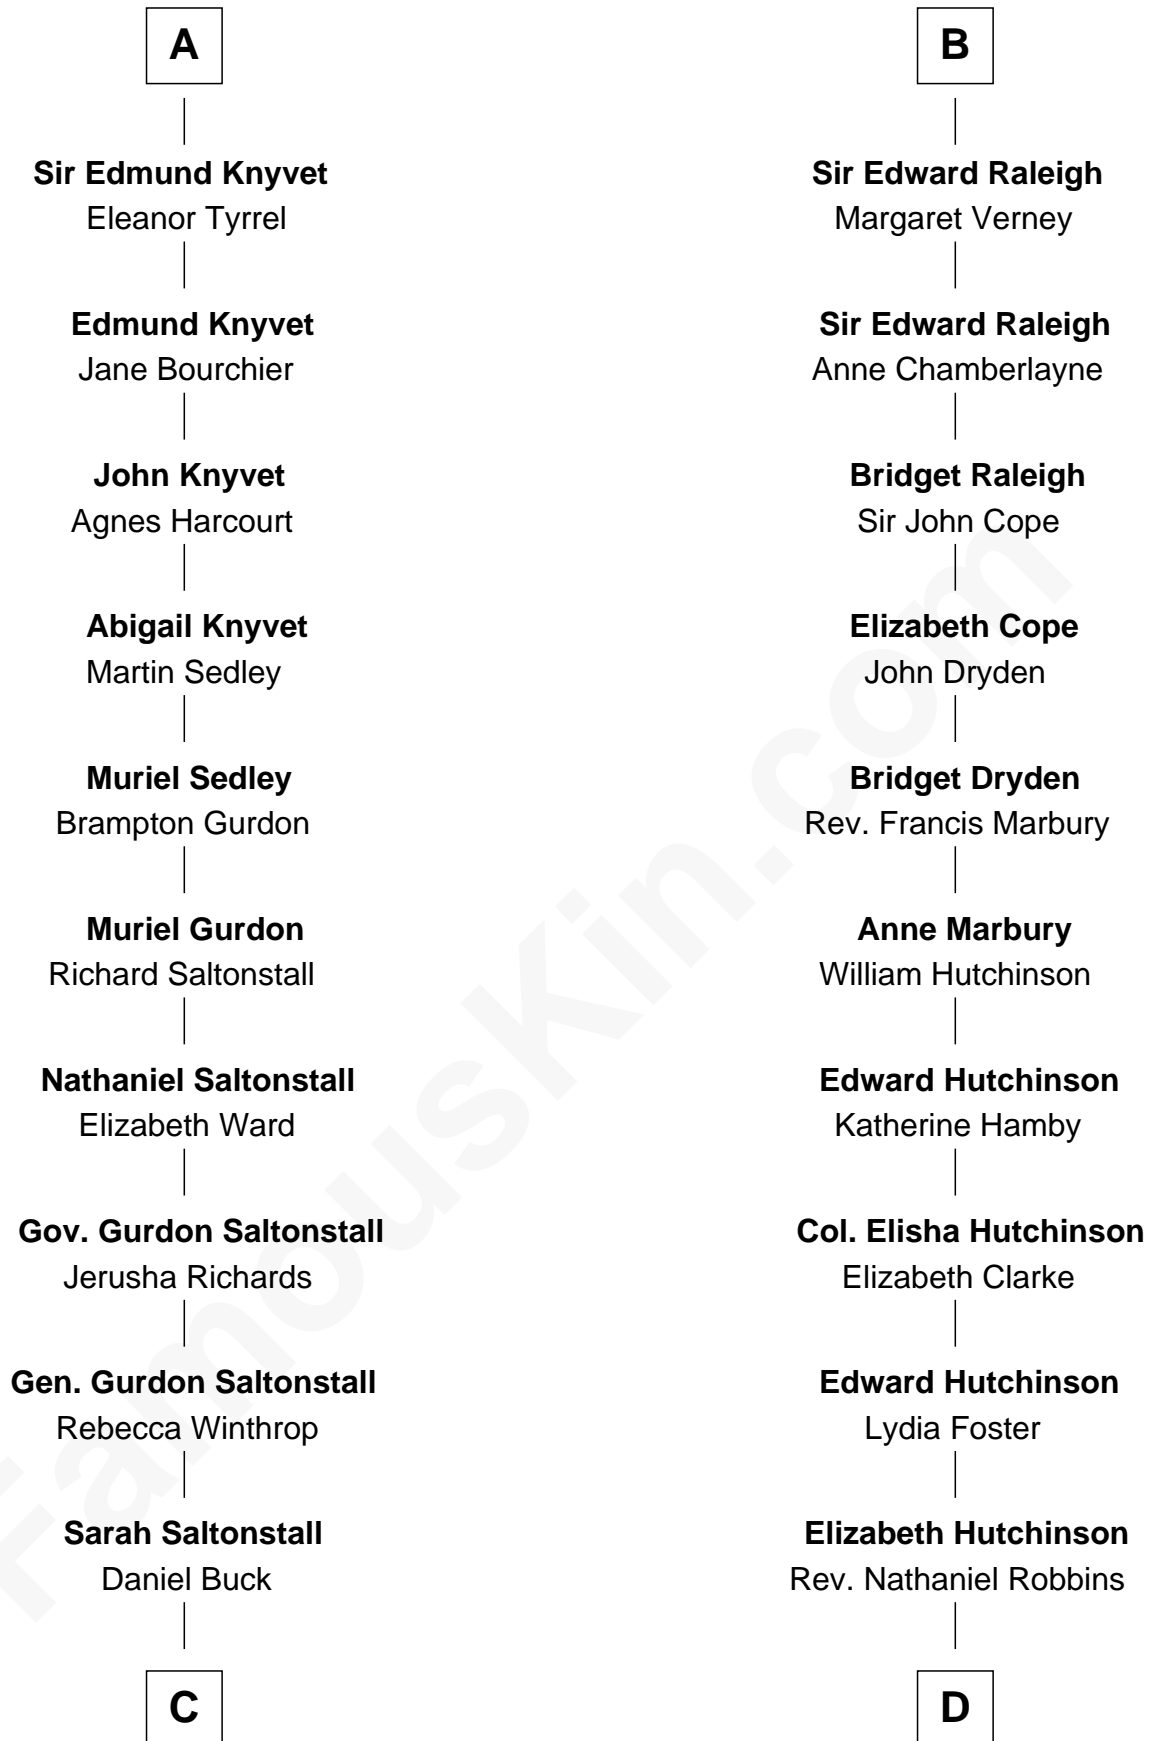 A
Sir Edmund Knyvet
Eleanor Tyrrel
Edmund Knyvet
Jane Bourchier
John Knyvet
Agnes Harcourt
Abigail Knyvet
Martin Sedley
Muriel Sedley
Brampton Gurdon
Muriel Gurdon
Richard Saltonstall
Nathaniel Saltonstall
Elizabeth Ward
Gov. Gurdon Saltonstall
Jerusha Richards
Gen. Gurdon Saltonstall
Rebecca Winthrop
Sarah Saltonstall
Daniel Buck
C
B
Sir Edward Raleigh
Margaret Verney
Sir Edward Raleigh
Anne Chamberlayne
Bridget Raleigh
Sir John Cope
Elizabeth Cope
John Dryden
Bridget Dryden
Rev. Francis Marbury
Anne Marbury
William Hutchinson
Edward Hutchinson
Katherine Hamby
Col. Elisha Hutchinson
Elizabeth Clarke
Edward Hutchinson
Lydia Foster
Elizabeth Hutchinson
Rev. Nathaniel Robbins
D
FamousKin.com